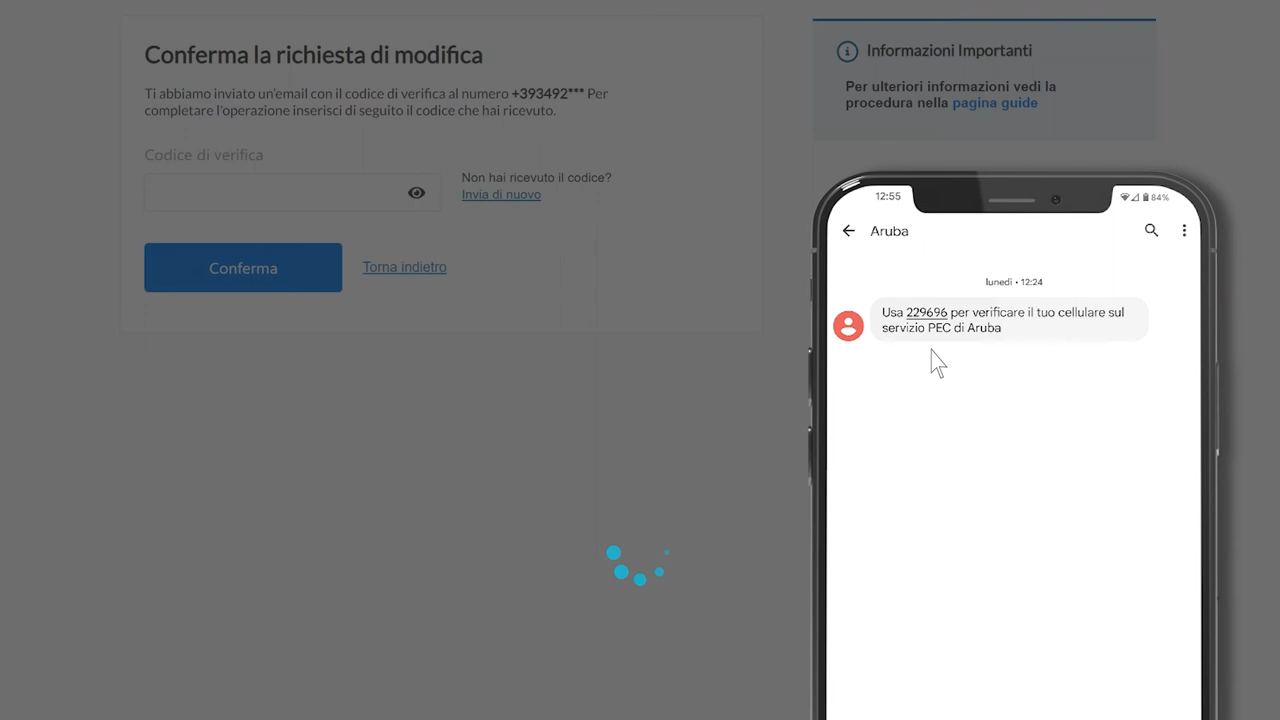 Conferma la richiesta di modifica
Ti abbiamo inviato un'email con il codice di verifica al numero +393492*** Per
completare l'operazione inserisci di seguito il codice che hai ricevuto.
Codice di verifica
Non hai ricevuto il codice?
Invia di nuovo
Conferma
Torna indietro
Informazioni Importanti
Per ulteriori informazioni vedi la
procedura nella pagina guide
12:55
84%
Aruba
lunedì • 12:24
Usa 229696 per verificare il tuo cellulare sul
servizio PEC di Aruba